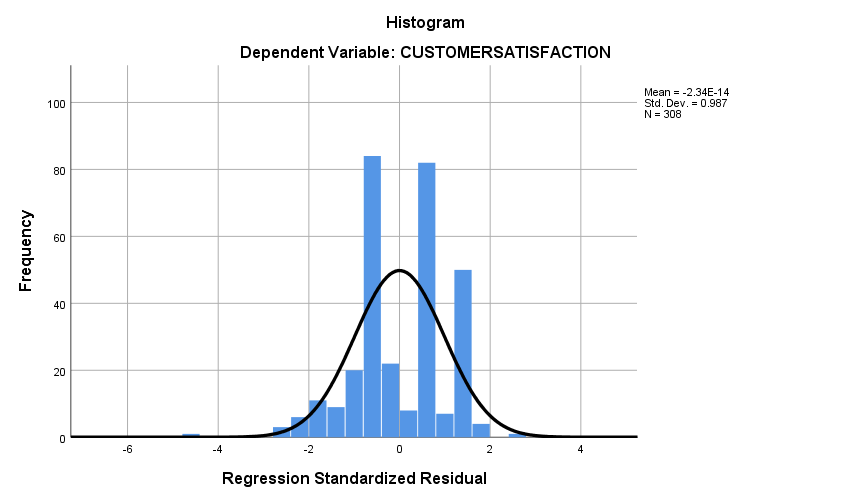 Histogram
Dependent Variable: CUSTOMERSATISFACTION
Mean = -2.34E-14
Std. Dev. = 0.987
N = 308
Frequency
100
80
60
40
20
0
-6 -4 -2 0 2 4
Regression Standardized Residual